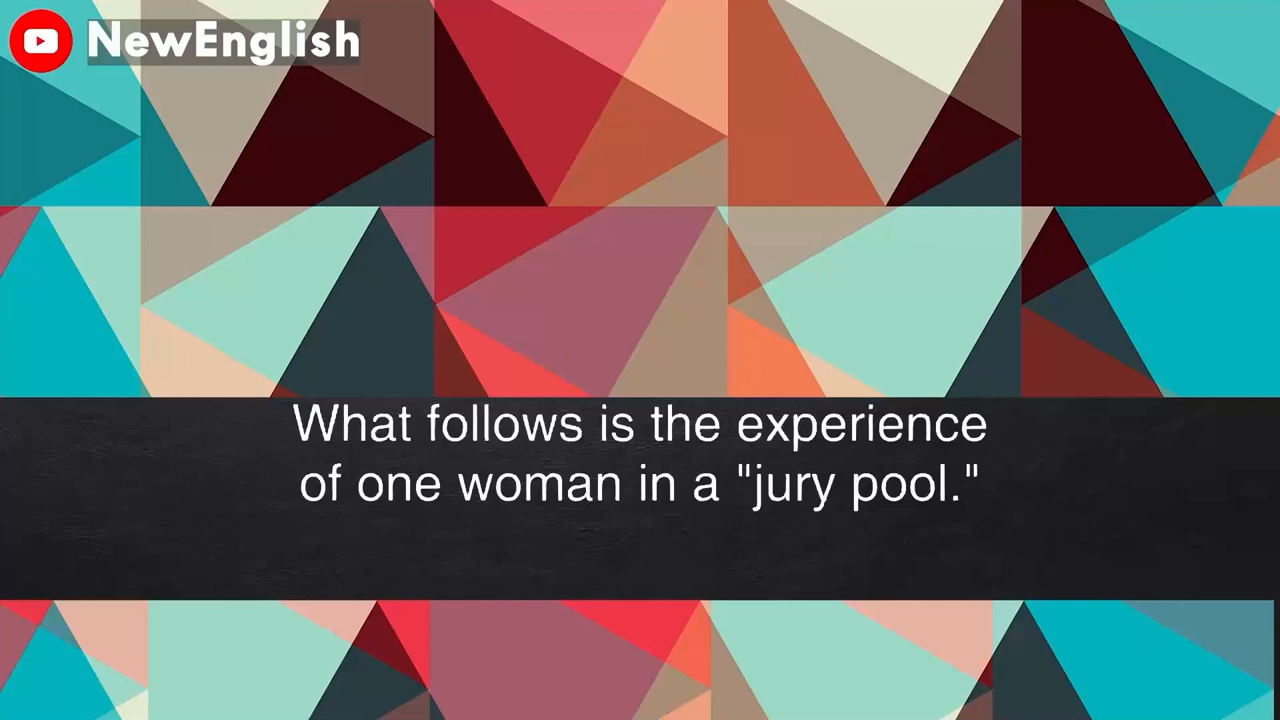 NewEnglish
What follows is the experience
of one woman in a "jury pool."